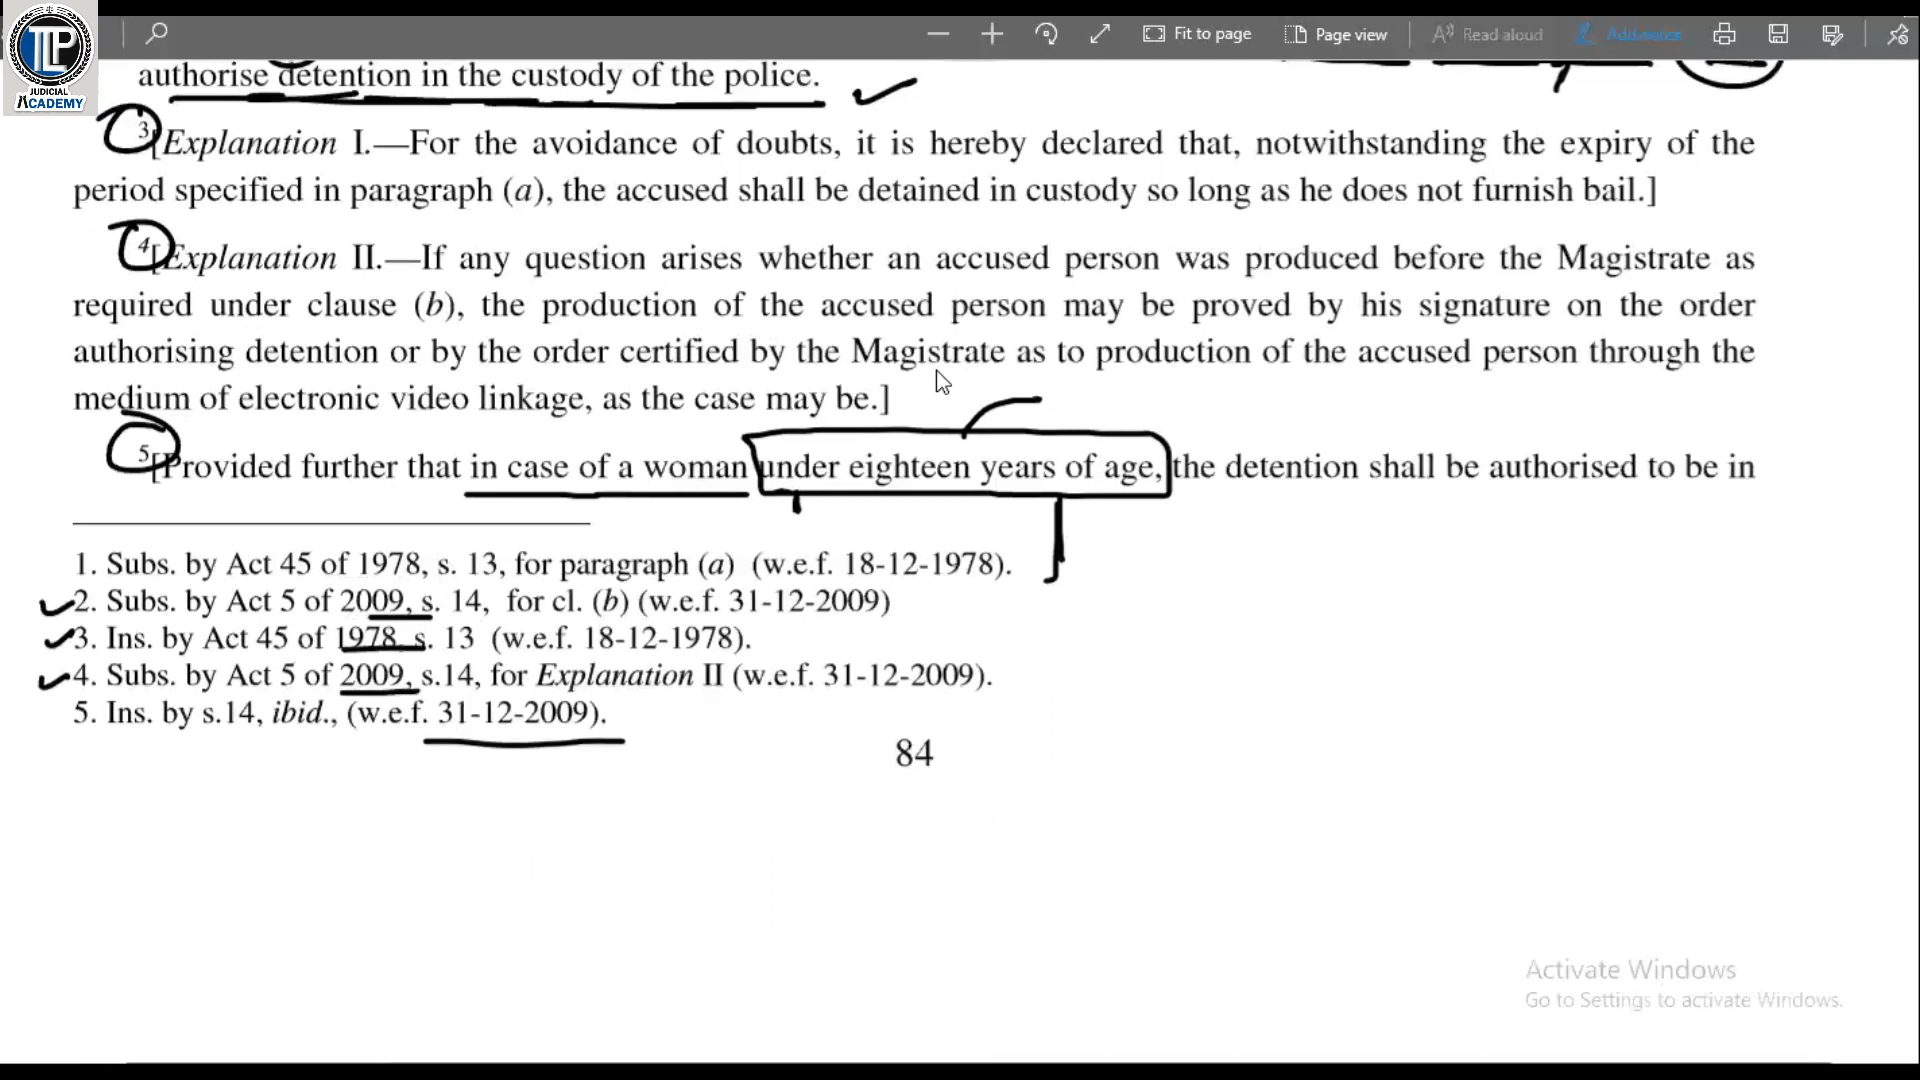 TLP
JUDICIAL
ACADEMY
Fit to page
Page view
Read aloud
Add notes
authorise detention in the custody of the police.
3[Explanation I.—For the avoidance of doubts, it is hereby declared that, notwithstanding the expiry of the
period specified in paragraph (a), the accused shall be detained in custody so long as he does not furnish bail.]
4[Explanation II.—If any question arises whether an accused person was produced before the Magistrate as
required under clause (b), the production of the accused person may be proved by his signature on the order
authorising detention or by the order certified by the Magistrate as to production of the accused person through the
medium of electronic video linkage, as the case may be.]
5[Provided further that in case of a woman under eighteen years of age, the detention shall be authorised to be in
1. Subs. by Act 45 of 1978, s. 13, for paragraph (a) (w.e.f. 18-12-1978).
2. Subs. by Act 5 of 2009, s. 14, for cl. (b) (w.e.f. 31-12-2009)
3. Ins. by Act 45 of 1978, s. 13 (w.e.f. 18-12-1978).
4. Subs. by Act 5 of 2009, s.14, for Explanation II (w.e.f. 31-12-2009).
5. Ins. by s.14, ibid., (w.e.f. 31-12-2009).
84
Activate Windows
Go to Settings to activate Windows.